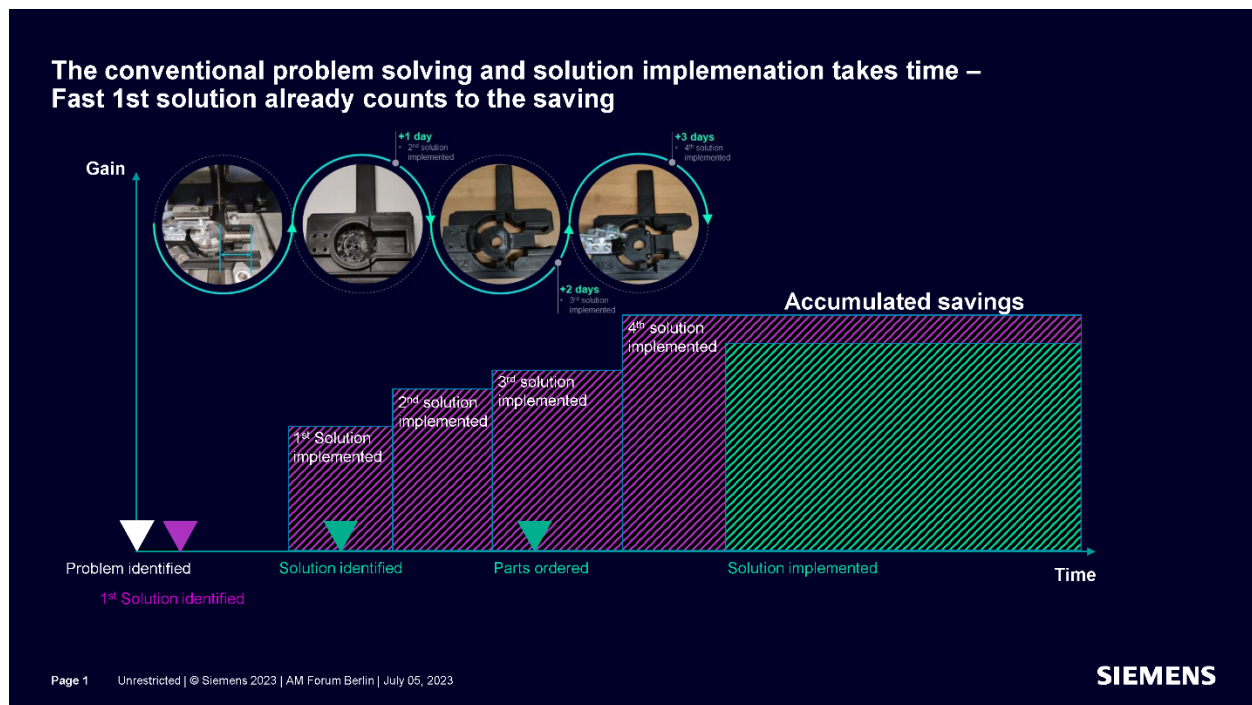 The conventional problem solving and solution implemenation takes time –
Fast 1st solution already counts to the saving
Gain
+1 day
• 2nd solution
implemented
+3 days
• 4th solution
implemented
+2 days
• 3rd solution
implemented
Accumulated savings
4th solution
implemented
3rd solution
implemented
2nd solution
implemented
1st Solution
implemented
Problem identified
Solution identified
Parts ordered
Solution implemented
Time
1st Solution identified
Page 1
Unrestricted | © Siemens 2023 | AM Forum Berlin | July 05, 2023
SIEMENS